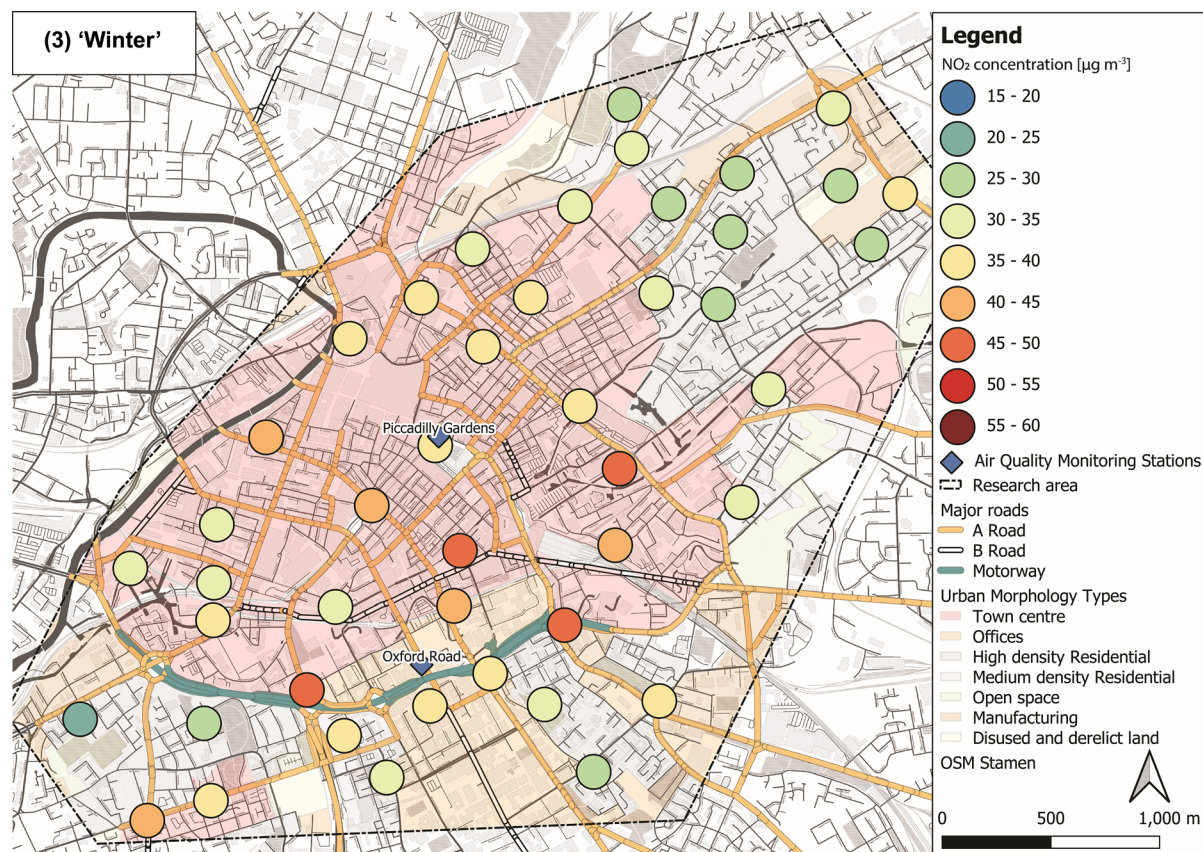 (3) ‘Winter’
Piccadilly Gardens
Oxford Road
Legend
NO₂ concentration [µg m⁻³]
15 - 20
20 - 25
25 - 30
30 - 35
35 - 40
40 - 45
45 - 50
50 - 55
55 - 60
Air Quality Monitoring Stations
Research area
Major roads
A Road
B Road
Motorway
Urban Morphology Types
Town centre
Offices
High density Residential
Medium density Residential
Open space
Manufacturing
Disused and derelict land
OSM Stamen
0 500 1,000 m